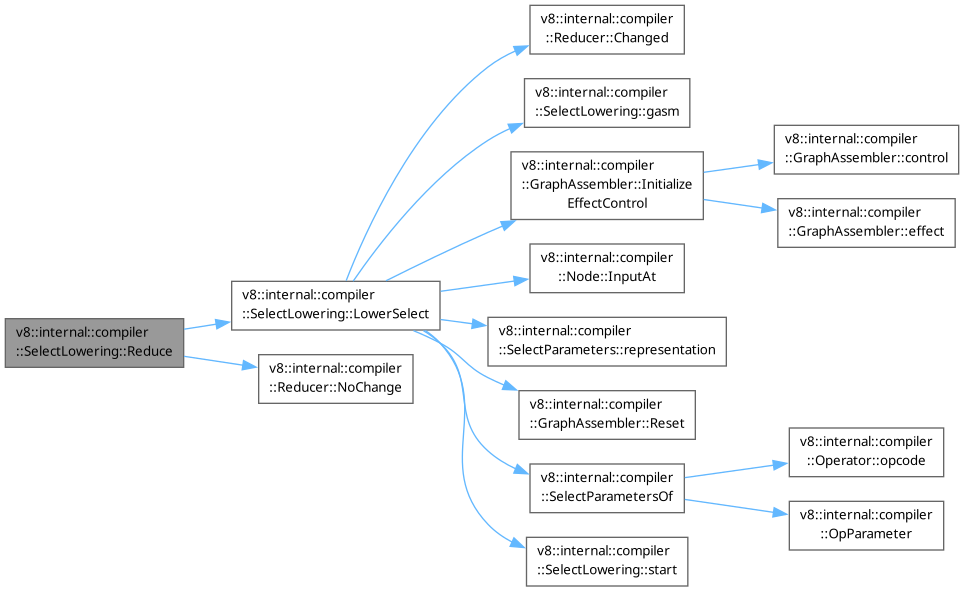 v8::internal::compiler
::SelectLowering::Reduce
v8::internal::compiler
::SelectLowering::LowerSelect
v8::internal::compiler
::Reducer::NoChange
v8::internal::compiler
::Reducer::Changed
v8::internal::compiler
::SelectLowering::gasm
v8::internal::compiler
::GraphAssembler::Initialize
EffectControl
v8::internal::compiler
::Node::InputAt
v8::internal::compiler
::SelectParameters::representation
v8::internal::compiler
::GraphAssembler::Reset
v8::internal::compiler
::SelectParametersOf
v8::internal::compiler
::SelectLowering::start
v8::internal::compiler
::GraphAssembler::control
v8::internal::compiler
::GraphAssembler::effect
v8::internal::compiler
::Operator::opcode
v8::internal::compiler
::OpParameter